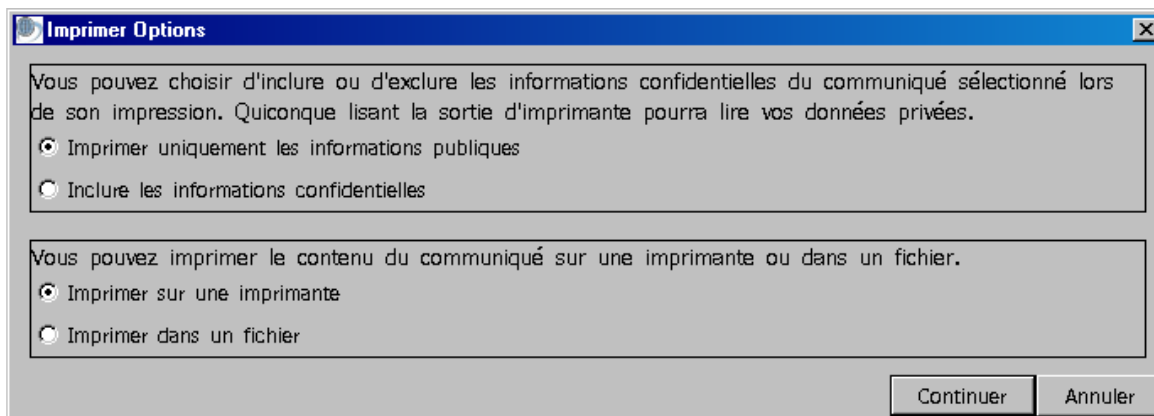 Imprimer Options
Vous pouvez choisir d'inclure ou d'exclure les informations confidentielles du communiqué sélectionné lors
de son impression. Quiconque lisant la sortie d'imprimante pourra lire vos données privées.
Imprimer uniquement les informations publiques
Inclure les informations confidentielles
Vous pouvez imprimer le contenu du communiqué sur une imprimante ou dans un fichier.
Imprimer sur une imprimante
Imprimer dans un fichier
Continuer Annuler